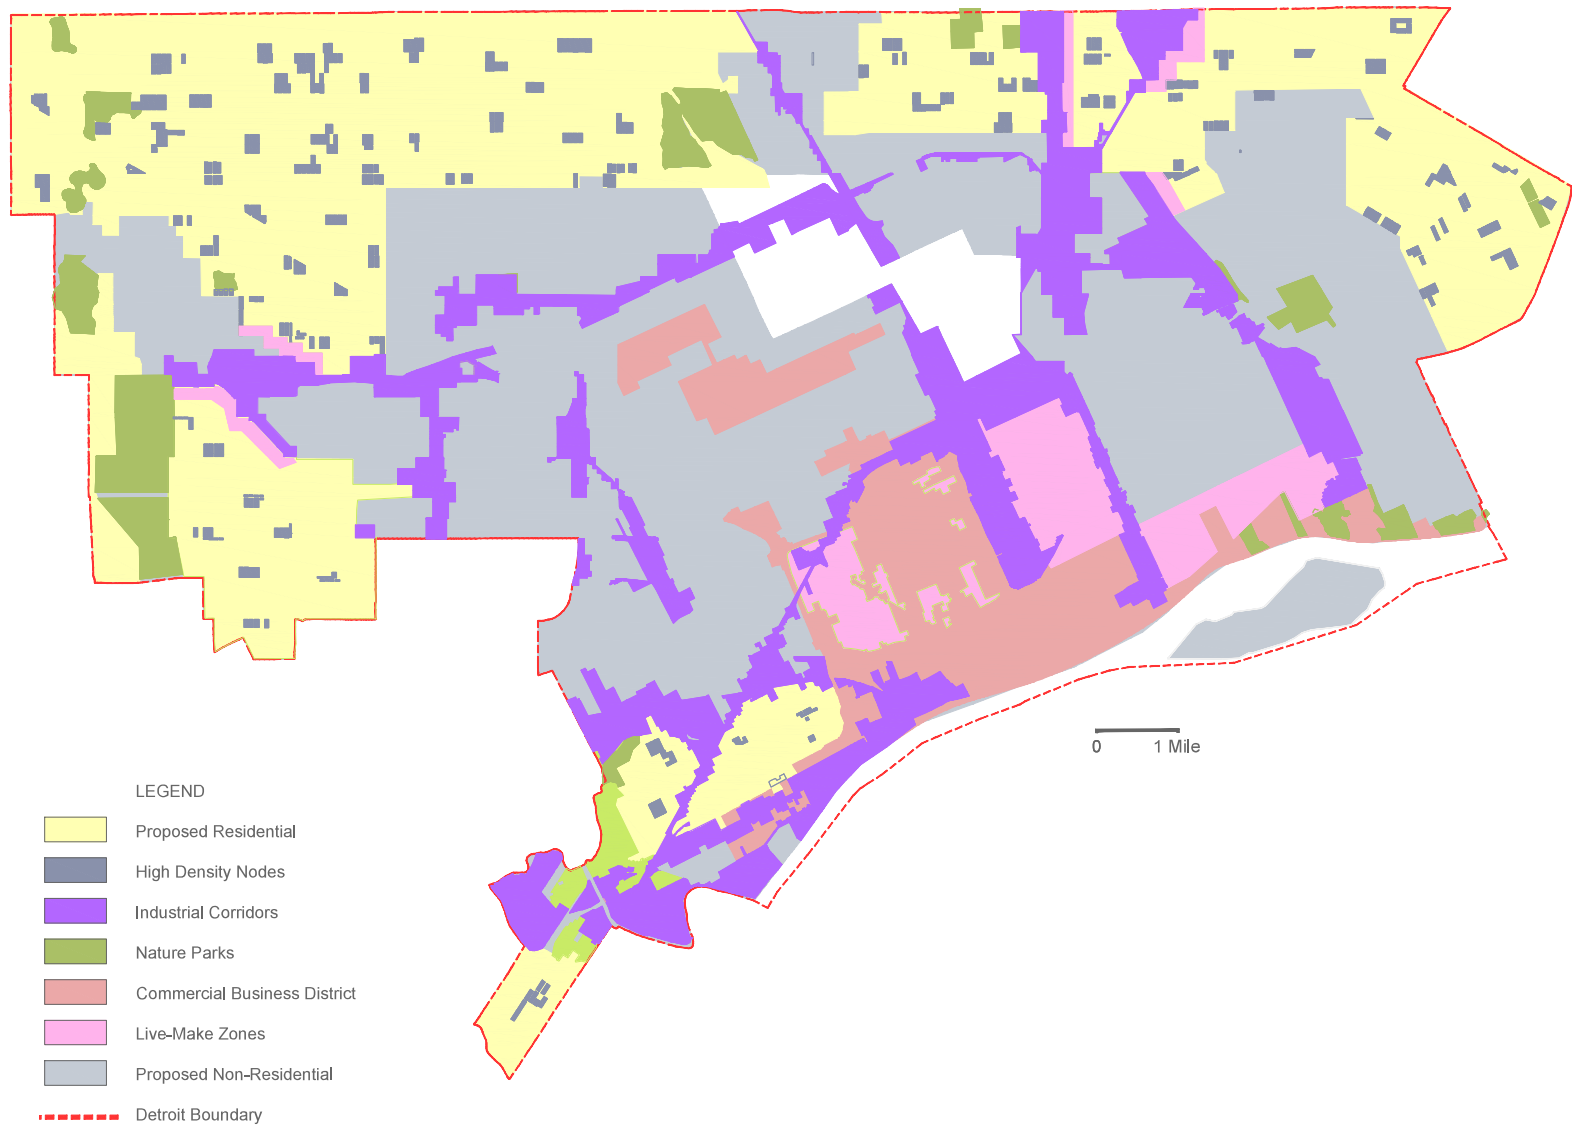 0 1 Mile
LEGEND
Proposed Residential
High Density Nodes
Industrial Corridors
Nature Parks
Commercial Business District
Live-Make Zones
Proposed Non-Residential
Detroit Boundary